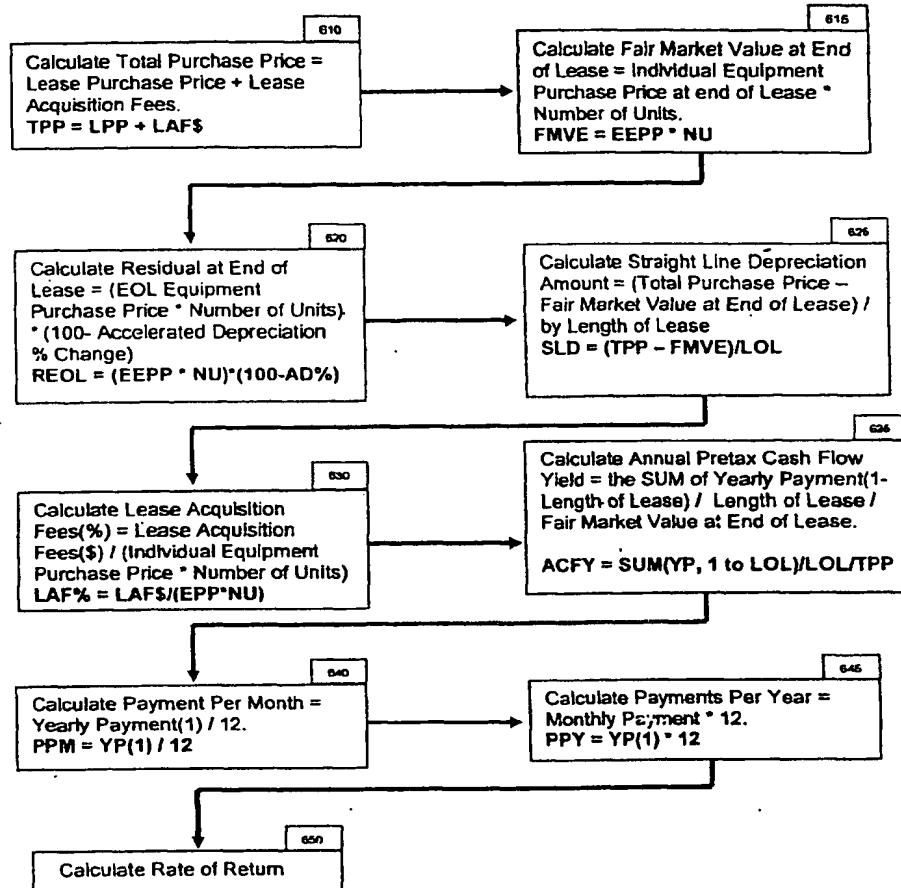 610
Calculate Total Purchase Price =
Lease Purchase Price + Lease
Acquisition Fees.
TPP = LPP + LAF$
615
Calculate Fair Market Value at End
of Lease = Individual Equipment
Purchase Price at end of Lease *
Number of Units.
FMVE = EEPP * NU
620
Calculate Residual at End of
Lease = (EOL Equipment
Purchase Price * Number of Units)
* (100- Accelerated Depreciation
% Change)
REOL = (EEPP * NU)*(100-AD%)
625
Calculate Straight Line Depreciation
Amount = (Total Purchase Price –
Fair Market Value at End of Lease) /
by Length of Lease
SLD = (TPP – FMVE)/LOL
630
Calculate Lease Acquisition
Fees(%) = Lease Acquisition
Fees($) / (Individual Equipment
Purchase Price * Number of Units)
LAF% = LAF$/(EPP*NU)
635
Calculate Annual Pretax Cash Flow
Yield = the SUM of Yearly Payment(1-
Length of Lease) / Length of Lease /
Fair Market Value at End of Lease.
ACFY = SUM(YP, 1 to LOL)/LOL/TPP
640
Calculate Payment Per Month =
Yearly Payment(1) / 12.
PPM = YP(1) / 12
645
Calculate Payments Per Year =
Monthly Payment * 12.
PPY = YP(1) * 12
650
Calculate Rate of Return